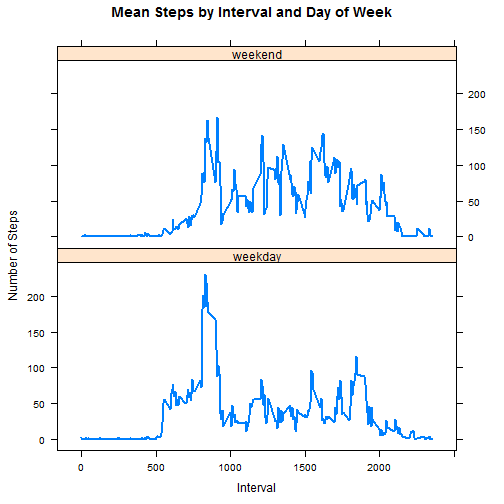 Mean Steps by Interval and Day of Week
weekend
200
150
100
50
0
weekday
200
150
100
50
0
Number of Steps
0 500 1000 1500 2000
Interval